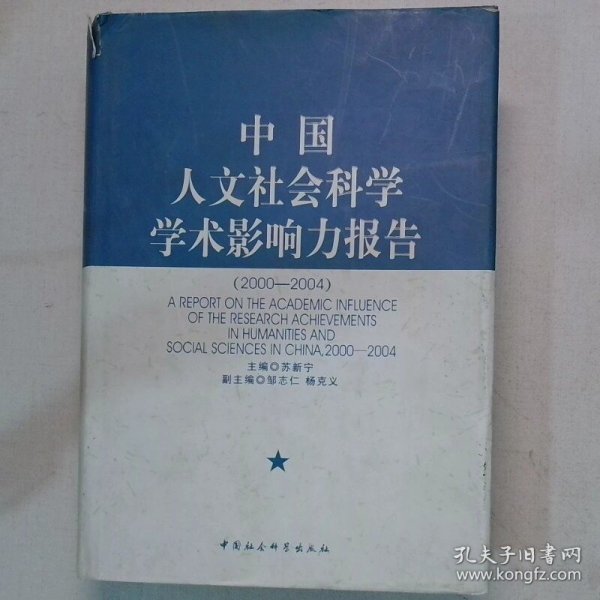 中国
人文社会科学
学术影响力报告
(2000—2004)
A REPORT ON THE ACADEMIC INFLUENCE
OF THE RESEARCH ACHIEVEMENTS
IN HUMANITIES AND
SOCIAL SCIENCES IN CHINA,2000—2004
主编◎苏新宁
副主编◎邹志仁 杨克义
中国社会科学出版社
孔夫子旧书网
www.kongfz.com